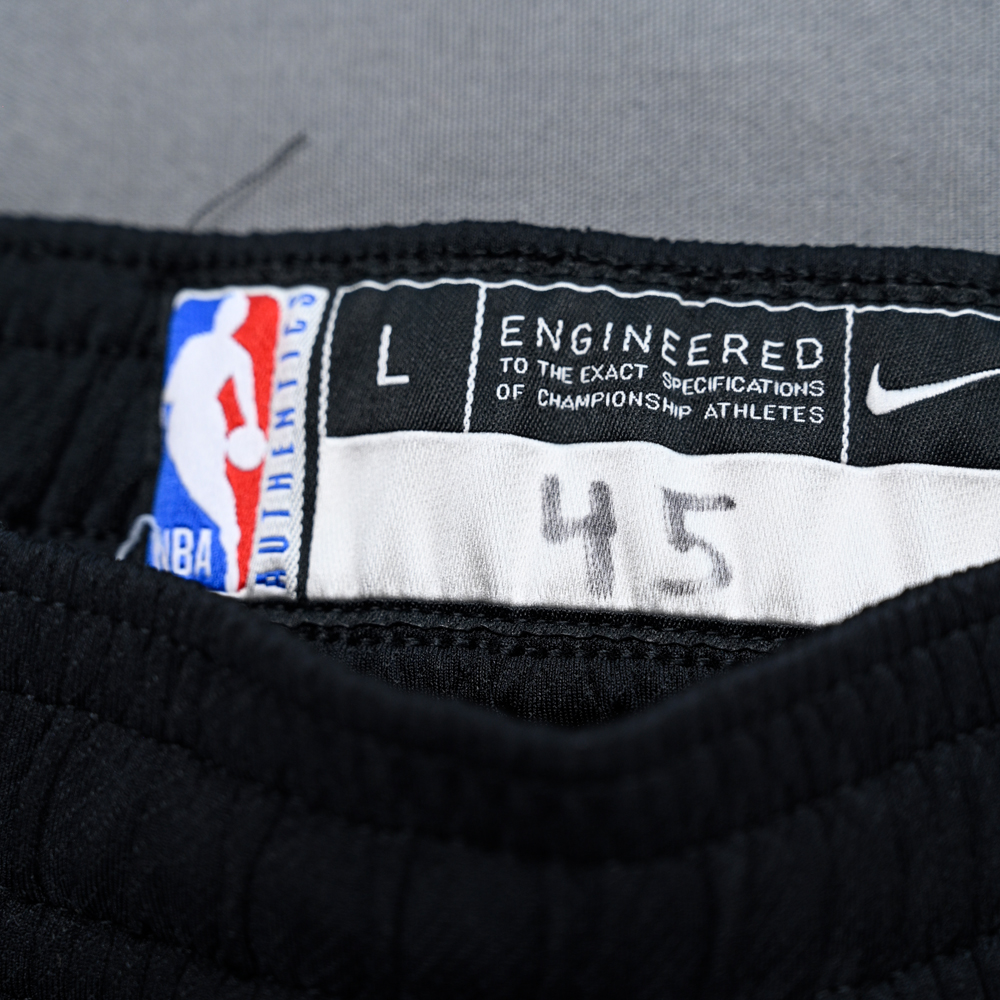 NBA
AUTHENTICS
L
ENGINEERED
TO THE EXACT SPECIFICATIONS
OF CHAMPIONSHIP ATHLETES
45